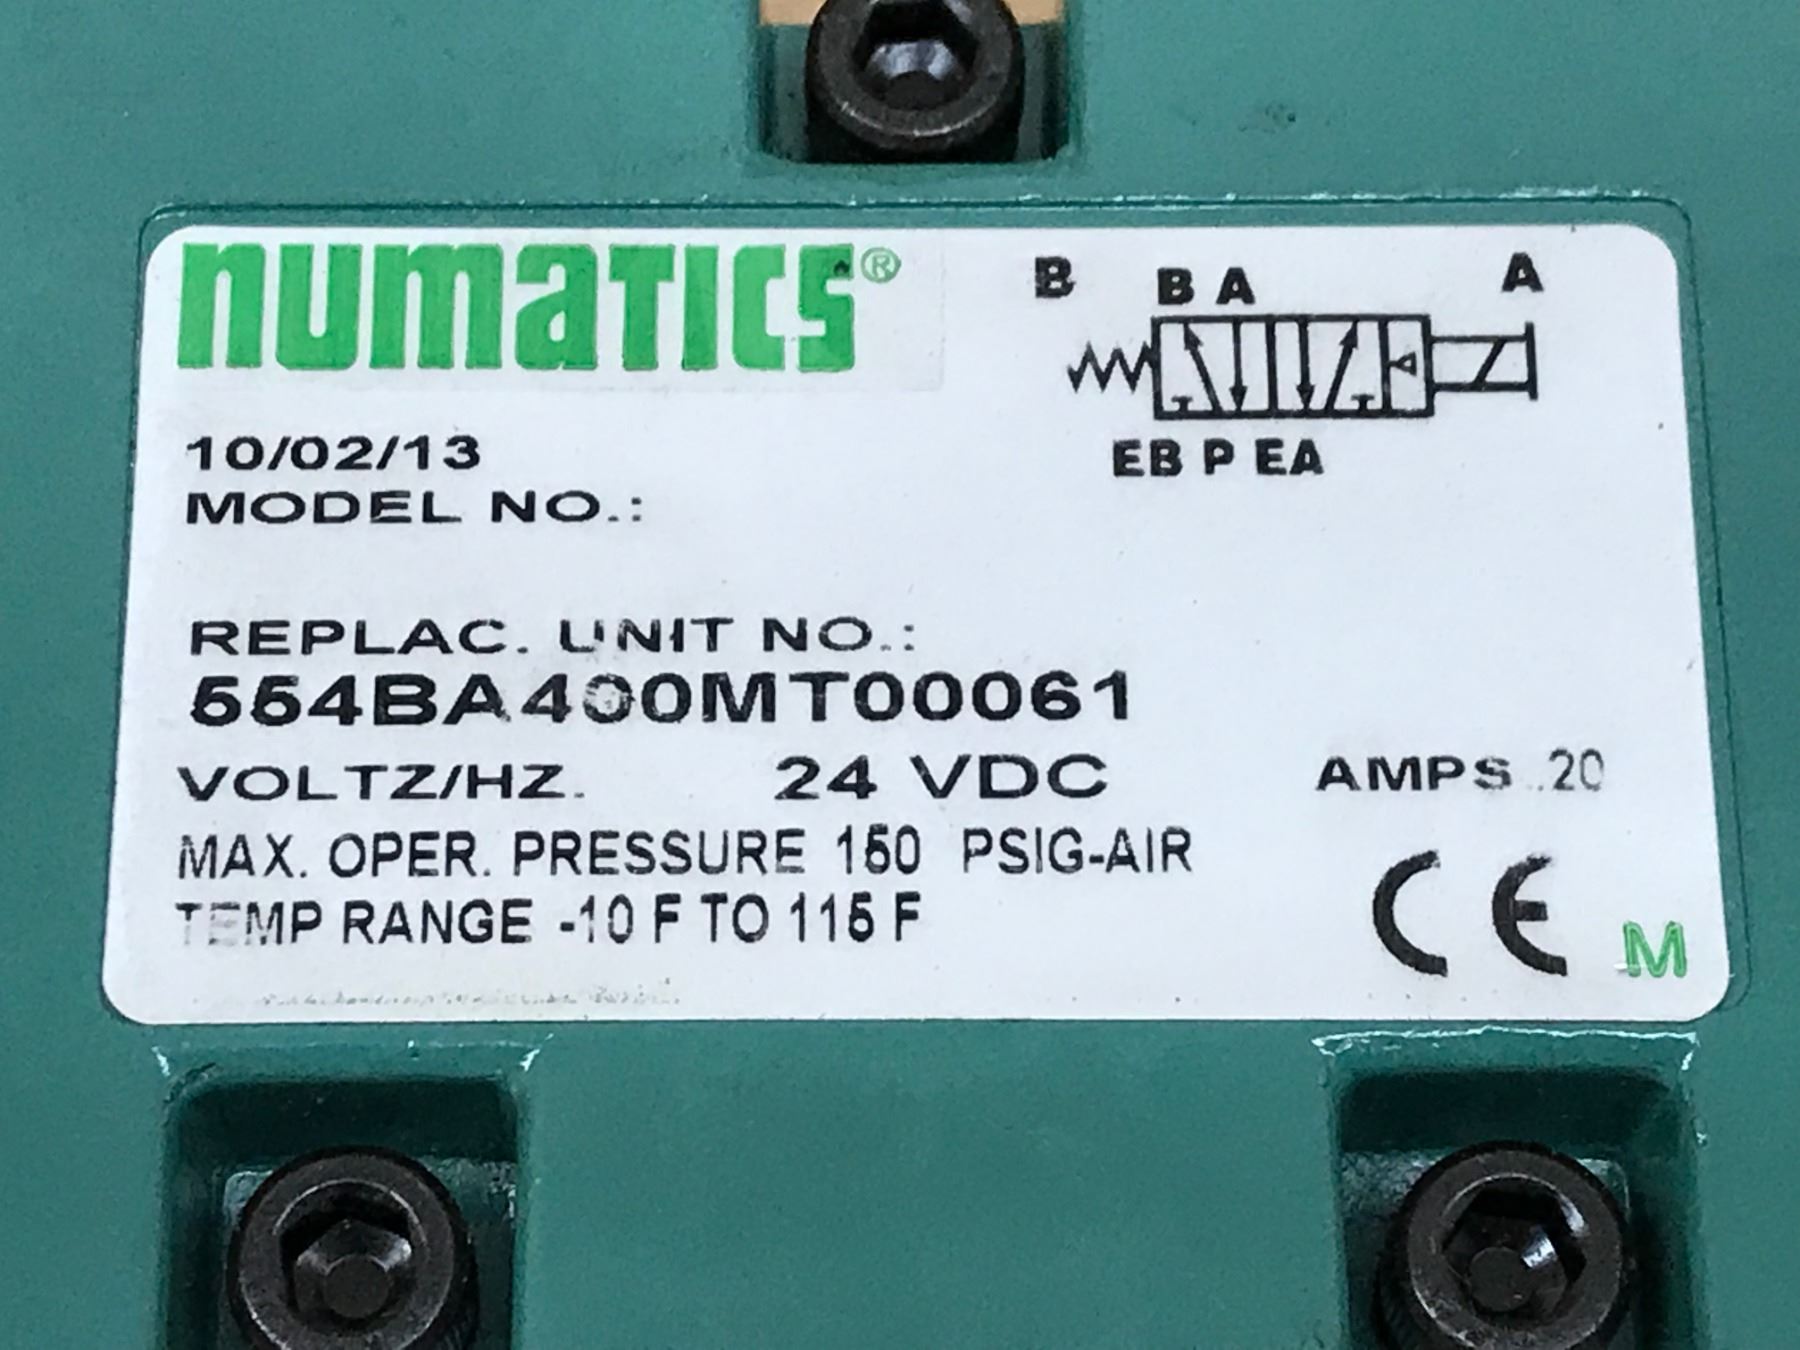 numatics®
B B A A
EB P EA
10/02/13
MODEL NO.:
REPLAC. UNIT NO.:
554BA400MT00061
VOLTZ/HZ. 24 VDC AMPS .20
MAX. OPER. PRESSURE 150 PSIG-AIR
TEMP RANGE -10 F TO 115 F
CE M